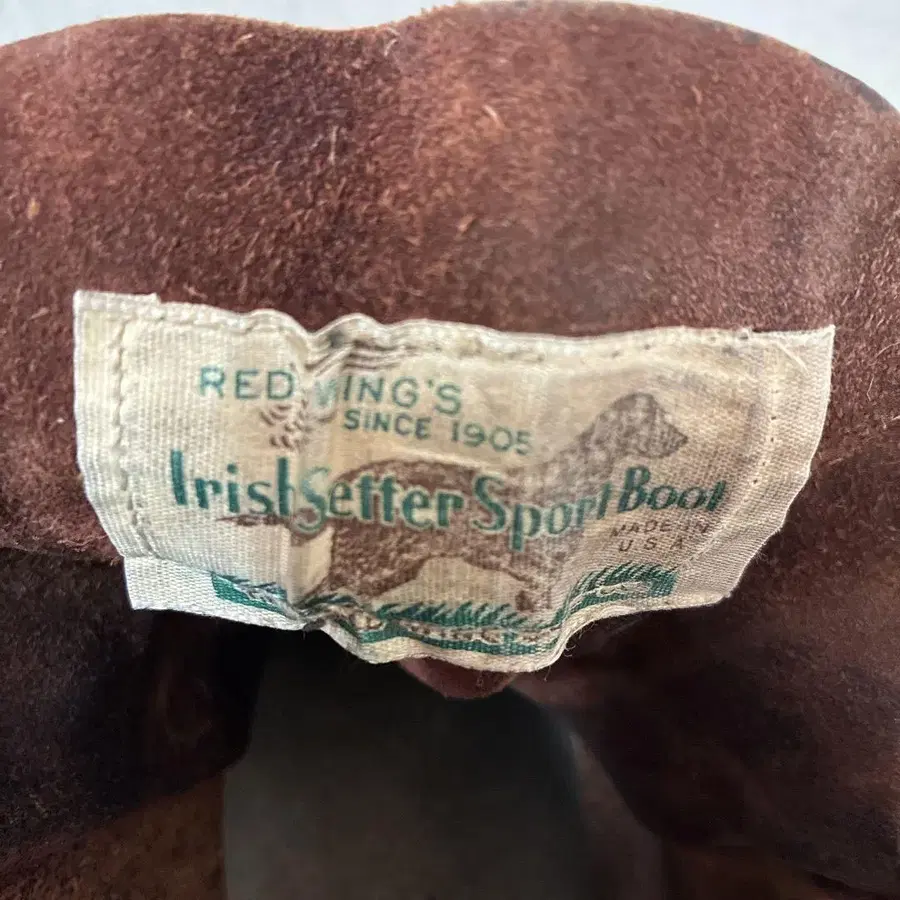 RED WING'S
SINCE 1905
Irish Setter Sport Boot
MADE IN
U.S.A